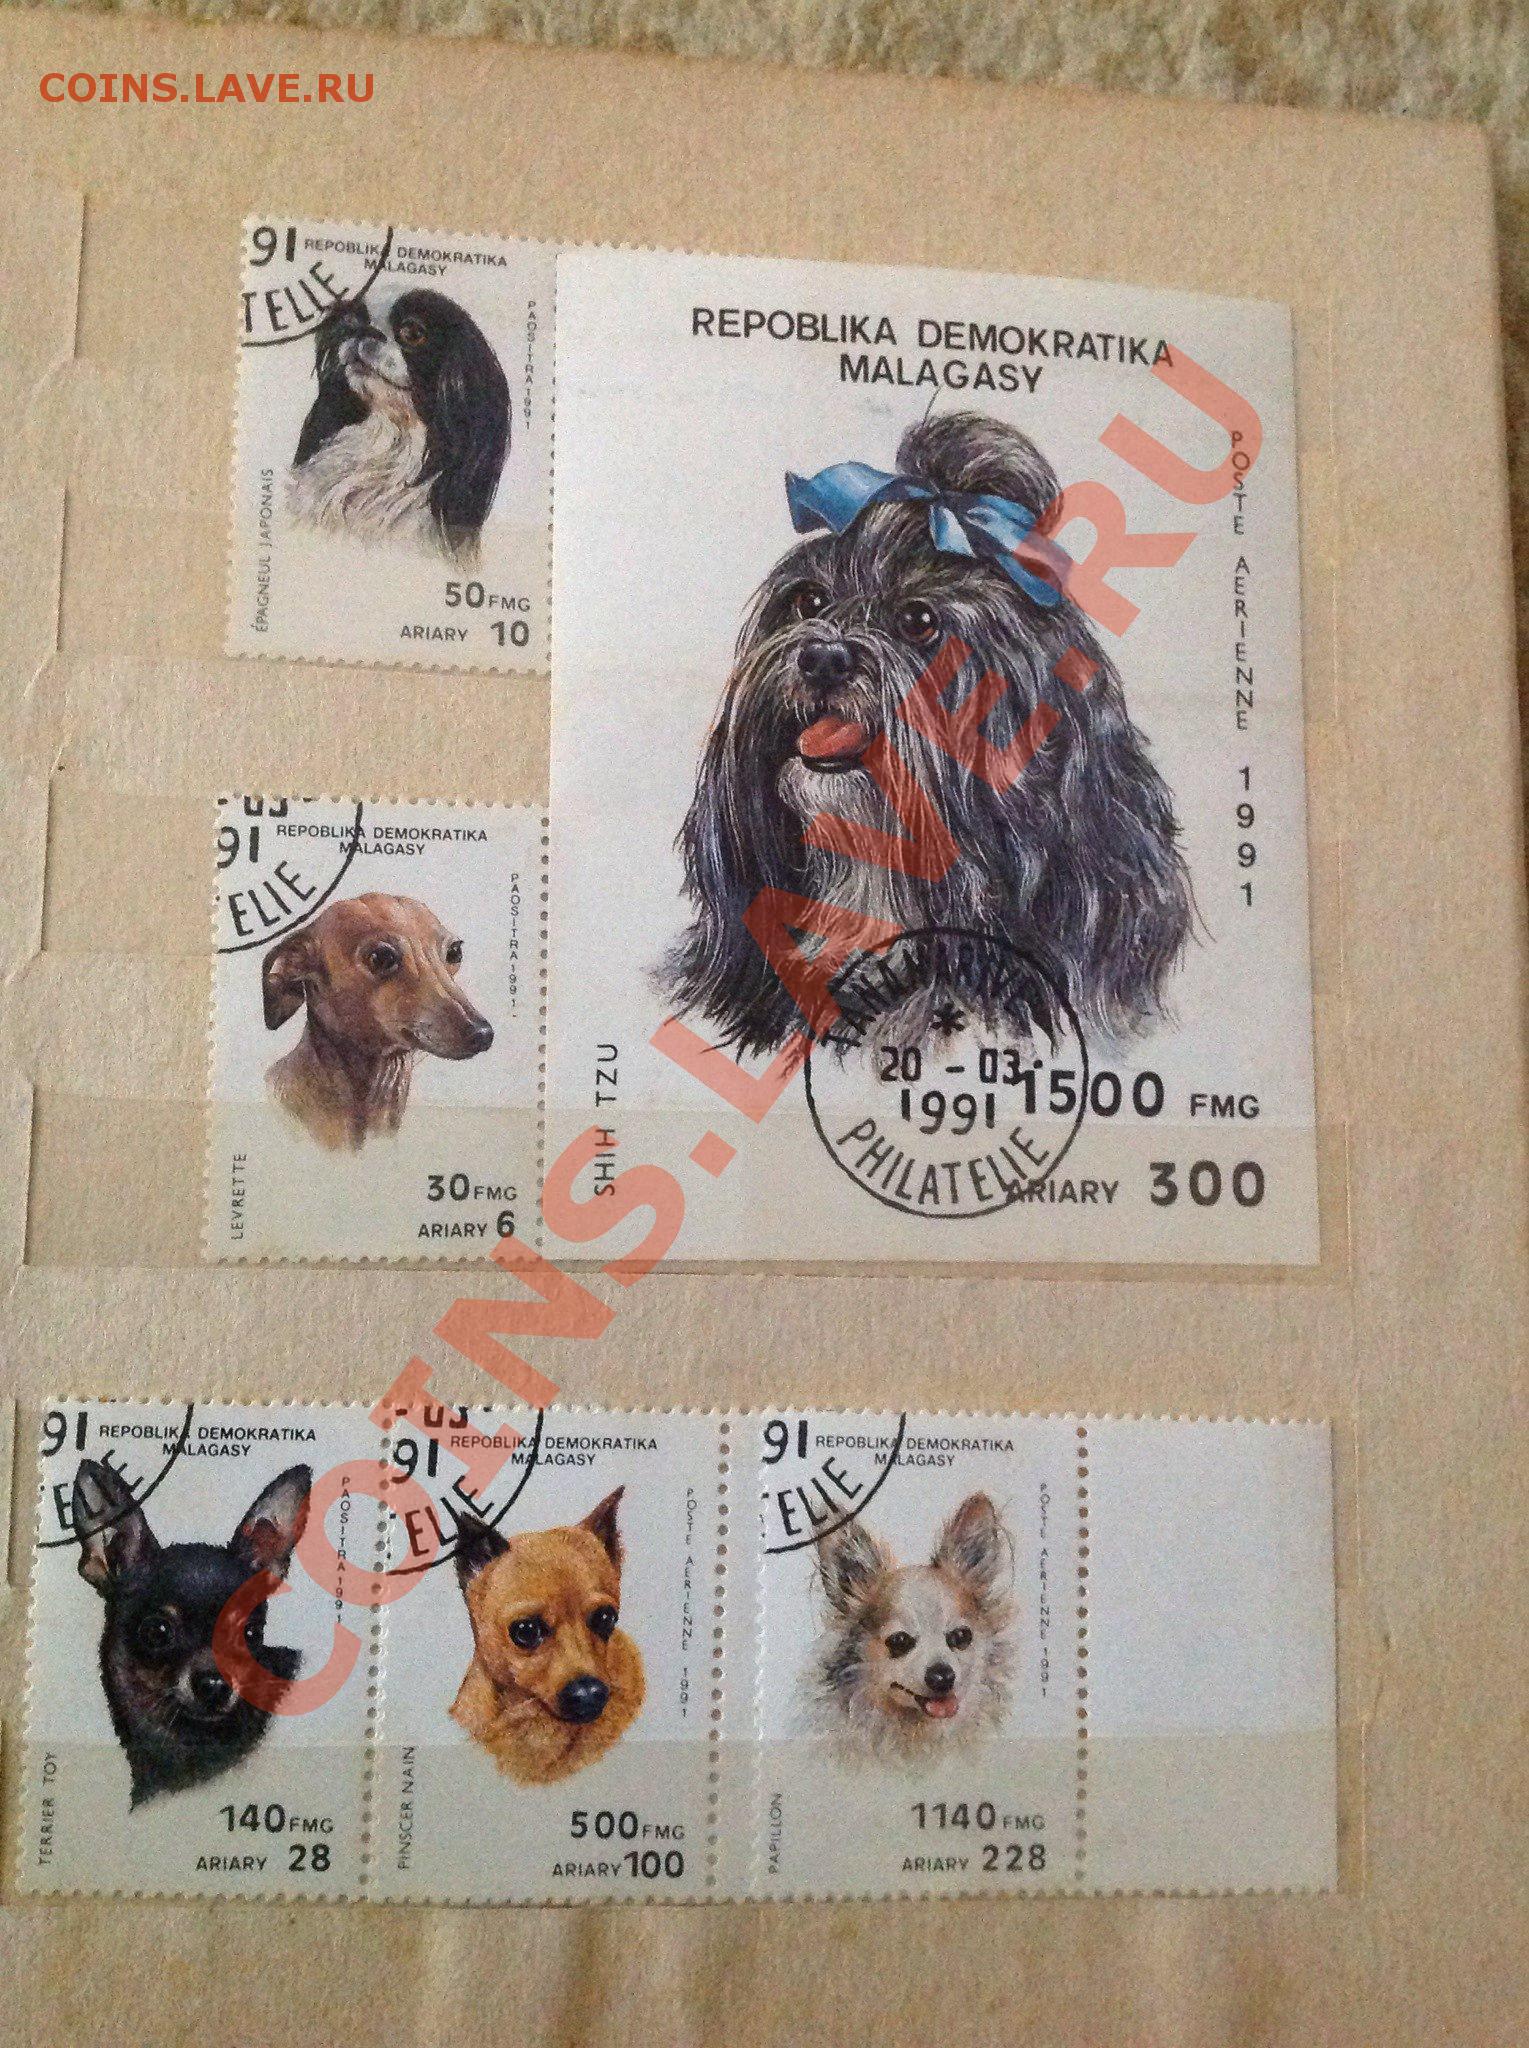 COINS.LAVE.RU
91
REPOBLIKA DEMOKRATIKA
MALAGASY
TELIE
PAOSITRA 1991
ÉPAGNEUL JAPONAIS
50 FMG
ARIARY 10
REPOBLIKA DEMOKRATIKA
MALAGASY
POSTE AERIENNE 1991
SHIH TZU
20 - 03
1991
PHILATELIE
1500 FMG
ARIARY 300
- 03
91
REPOBLIKA DEMOKRATIKA
MALAGASY
ELIE
PAOSITRA 1991
LEVRETTE
30 FMG
ARIARY 6
91
REPOBLIKA DEMOKRATIKA
MALAGASY
ELIE
PAOSITRA 1991
TERRIER TOY
140 FMG
ARIARY 28
- 03
91
REPOBLIKA DEMOKRATIKA
MALAGASY
ELIE
POSTE AERIENNE 1991
PINSCER NAIN
500 FMG
ARIARY 100
91
REPOBLIKA DEMOKRATIKA
MALAGASY
ELIE
POSTE AERIENNE 1991
PAPILLON
1140 FMG
ARIARY 228
COINS.LAVE.RU